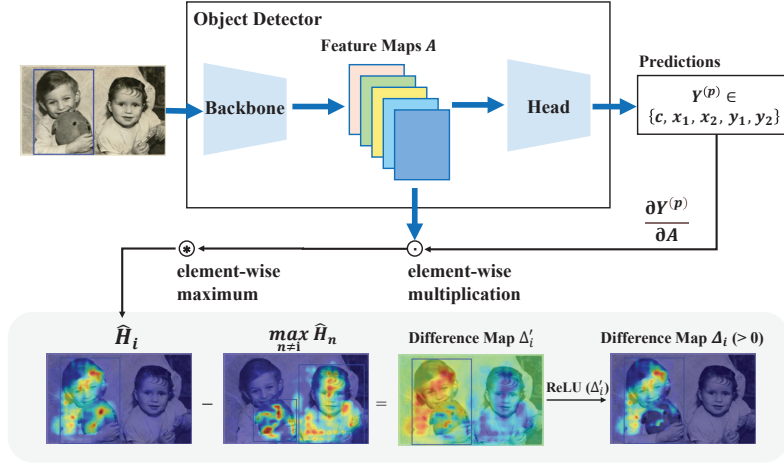 Object Detector
Feature Maps A
Backbone
Head
Predictions
Y^(p) ∈
{c, x₁, x₂, y₁, y₂}
∂Y^(p)
∂A
element-wise
maximum
element-wise
multiplication
Ĥᵢ
max Ĥₙ
n≠i
Difference Map Δ′ᵢ
Difference Map Δᵢ (> 0)
−
=
ReLU (Δ′ᵢ)